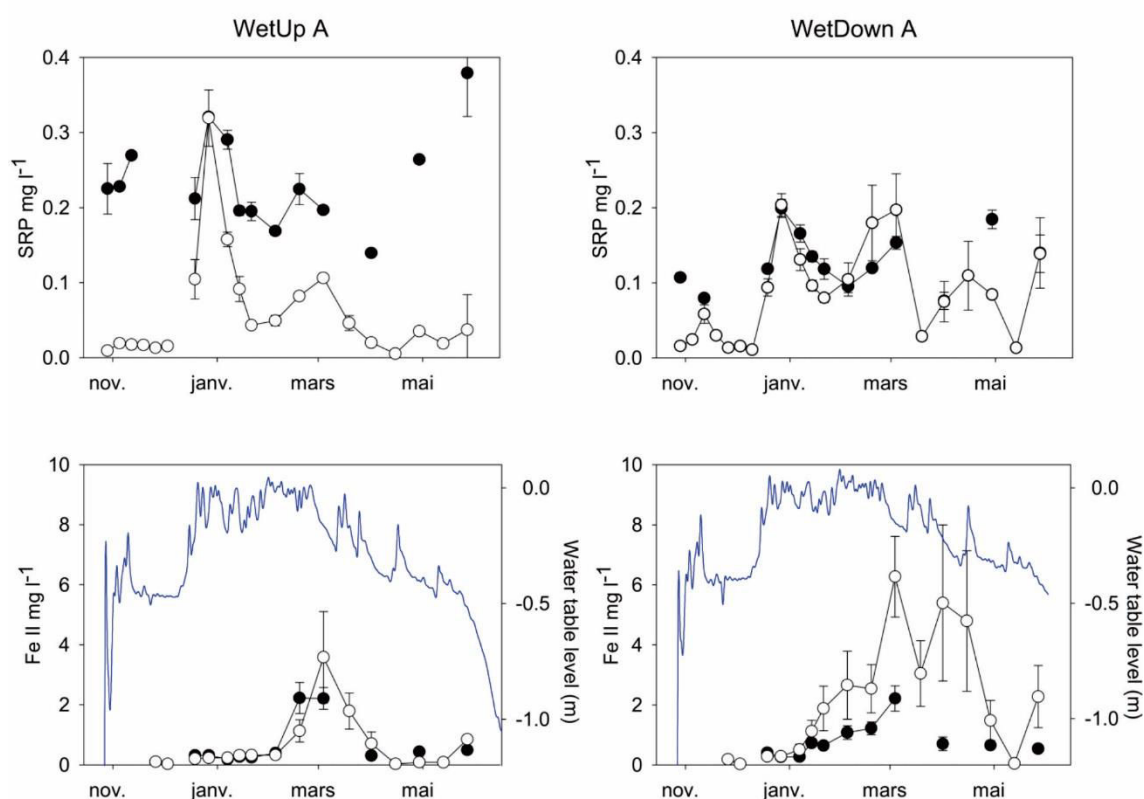 WetUp A
0.4
0.3
0.2
0.1
0.0
SRP mg l⁻¹
nov. janv. mars mai
WetDown A
0.4
0.3
0.2
0.1
0.0
SRP mg l⁻¹
nov. janv. mars mai
10
8
6
4
2
0
Fe II mg l⁻¹
0.0
-0.5
-1.0
Water table level (m)
nov. janv. mars mai
10
8
6
4
2
0
Fe II mg l⁻¹
0.0
-0.5
-1.0
Water table level (m)
nov. janv. mars mai